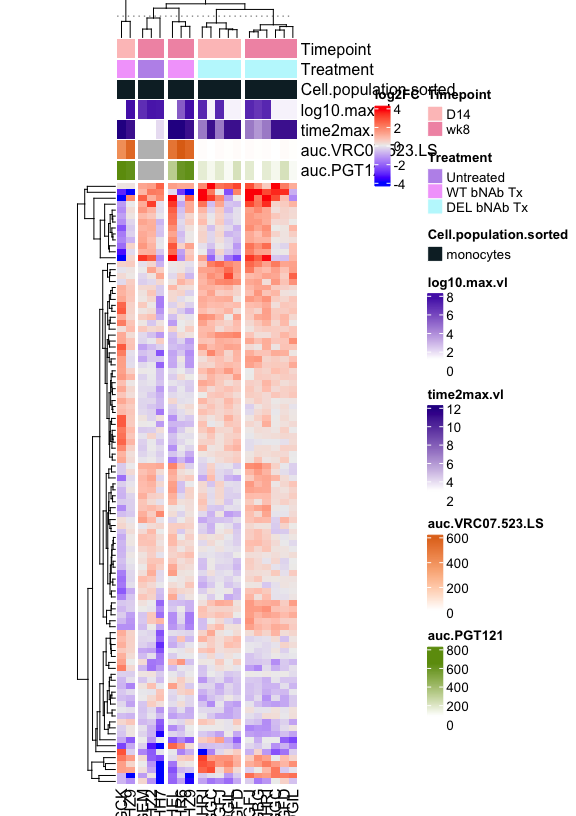 Timepoint
Treatment
Cell.population.sorted
log10.max.
time2max.
auc.VRC07.523.LS
auc.PGT1
log2FC
4
2
0
-2
-4
Timepoint
D14
wk8
Treatment
Untreated
WT bNAb Tx
DEL bNAb Tx
Cell.population.sorted
monocytes
log10.max.vl
8
6
4
2
0
time2max.vl
12
10
8
6
4
2
auc.VRC07.523.LS
600
400
200
0
auc.PGT121
800
600
400
200
0